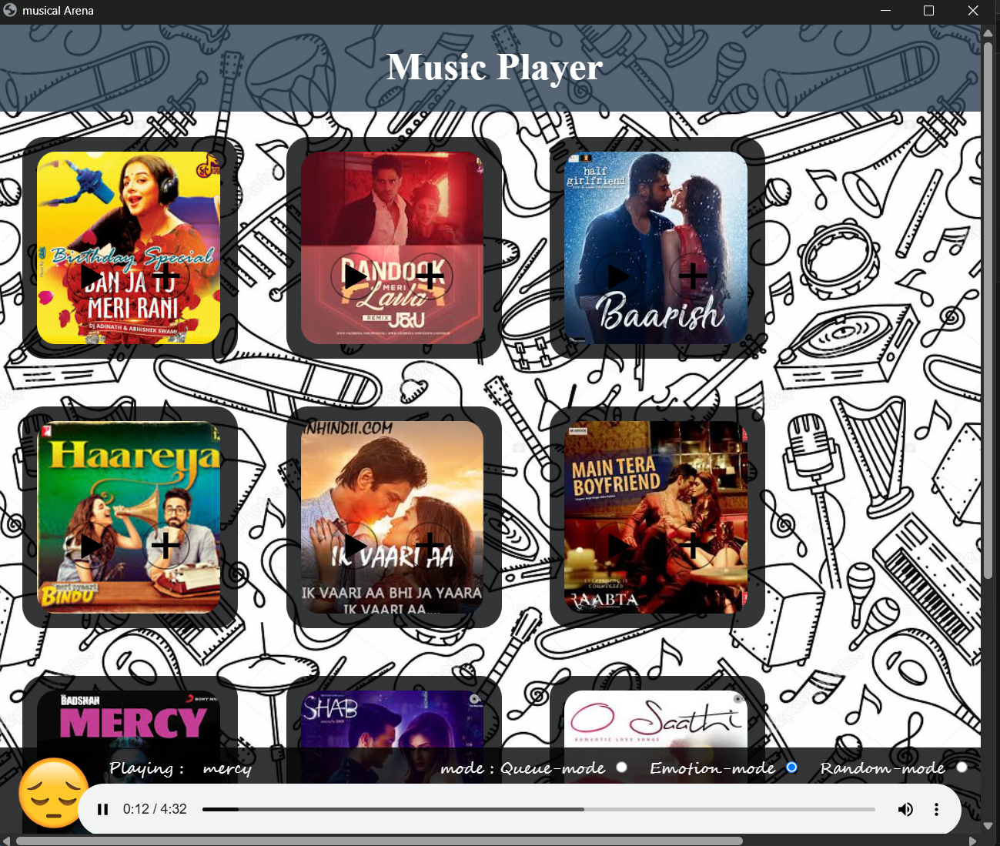 musical Arena
Music Player
Birthday Special
BAN JA TU
MERI RANI
DJ ADINATH & ABHISHEK SWAMI
BANDOOK
MERI
Laila
REMIX J&U
half
girlfriend
Baarish
Haareya
meri pyaari
BINDU
NHINDII.COM
IK VAARI AA
IK VAARI AA BHI JA YAARA
IK VAARI AA....
MAIN TERA
BOYFRIEND
RAABTA
BADSHAH
SONY MU
MERCY
SHAB
O Saathi
ROMANTIC LOVE SONGS
Playing : mercy
mode : Queue-mode Emotion-mode Random-mode
0:12 / 4:32